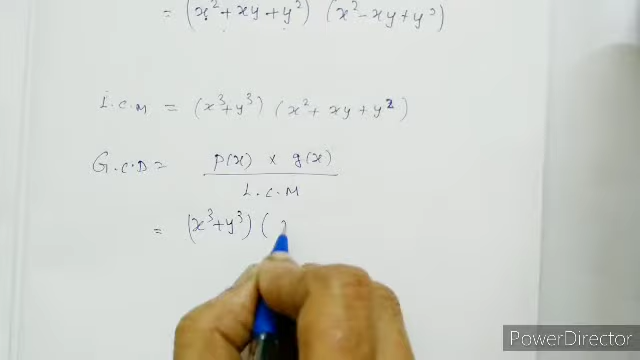 = (x²+xy+y²) (x²-xy+y²)
L.C.M = (x³+y³) (x²+ xy+y²)
G.C.D = p(x) x g(x)
L.C.M
= (x³+y³) (
PowerDirector